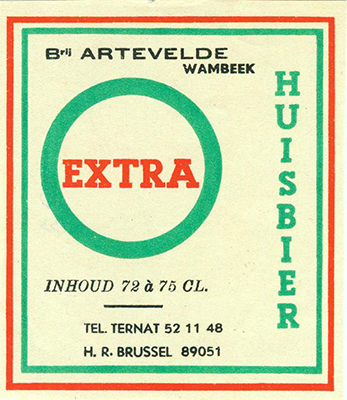 Brij ARTEVELDE
WAMBEEK
HUISBIER
EXTRA
INHOUD 72 à 75 CL.
TEL. TERNAT 52 11 48
H. R. BRUSSEL 89051